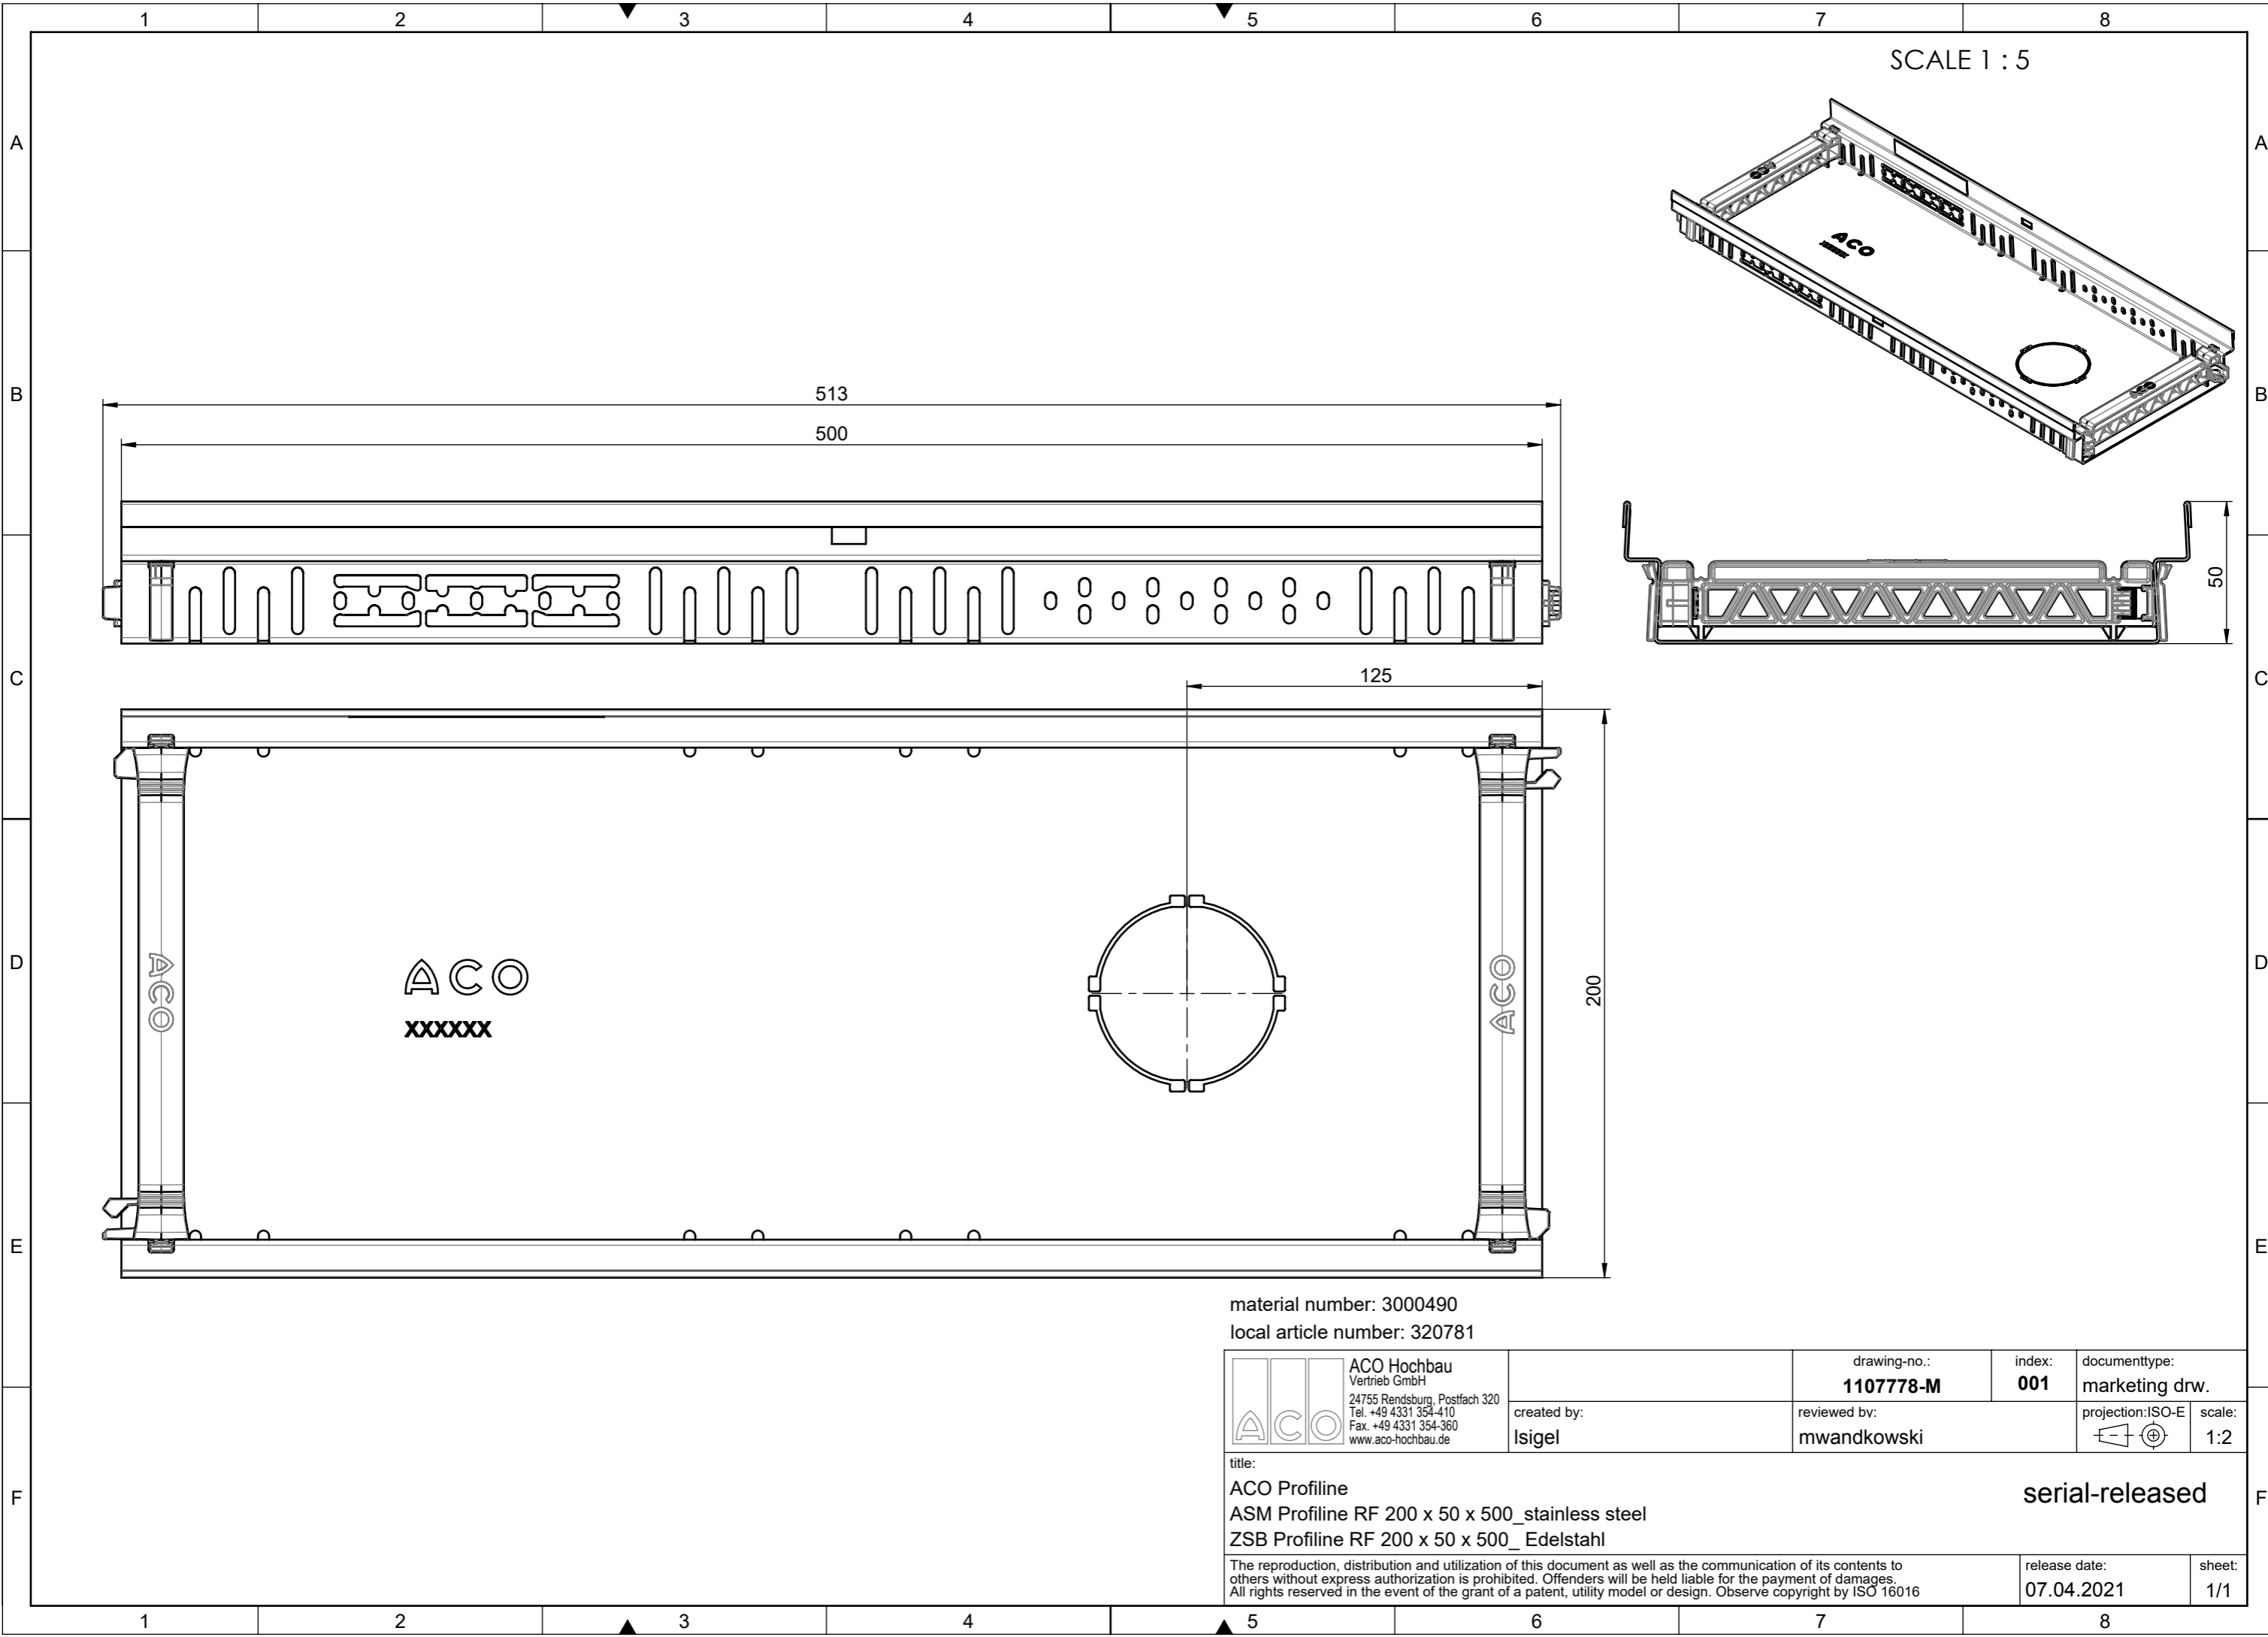 1 2 3 4 5 6 7 8
SCALE 1 : 5
A A
B B
C C
D D
E E
F F
ACO
XXXXXX
513
500
50
125
200
ACO
ACO
ACO
XXXXXX
material number: 3000490
local article number: 320781
ACO
ACO Hochbau
Vertrieb GmbH
24755 Rendsburg, Postfach 320
Tel. +49 4331 354-410
Fax. +49 4331 354-360
www.aco-hochbau.de
drawing-no.:
1107778-M
index:
001
documenttype:
marketing drw.
created by:
lsigel
reviewed by:
mwandkowski
projection:ISO-E
scale:
1:2
title:
ACO Profiline
ASM Profiline RF 200 x 50 x 500_stainless steel
ZSB Profiline RF 200 x 50 x 500_ Edelstahl
serial-released
The reproduction, distribution and utilization of this document as well as the communication of its contents to
others without express authorization is prohibited. Offenders will be held liable for the payment of damages.
All rights reserved in the event of the grant of a patent, utility model or design. Observe copyright by ISO 16016
release date:
07.04.2021
sheet:
1/1
1 2 3 4 5 6 7 8